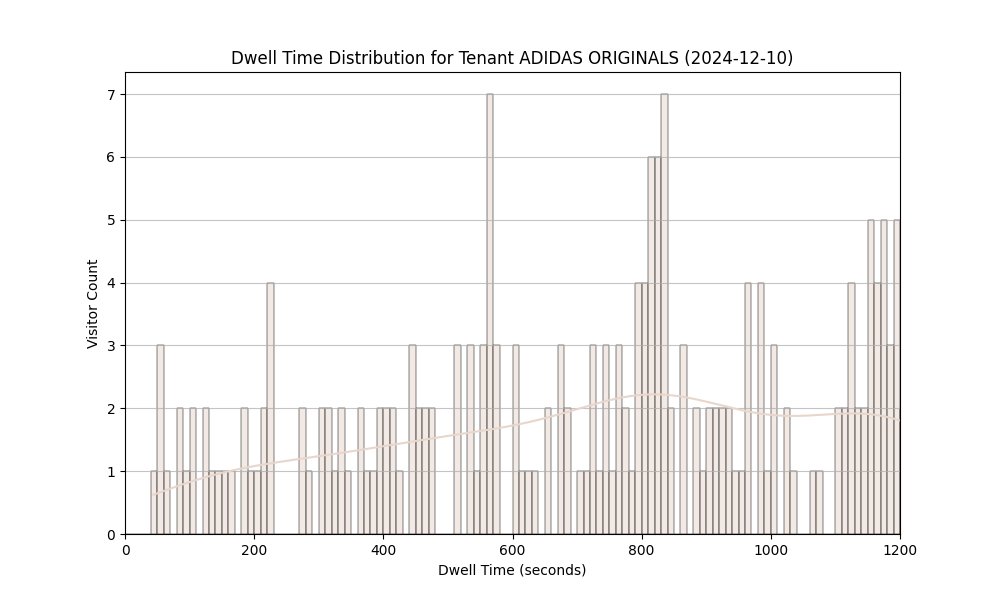 Dwell Time Distribution for Tenant ADIDAS ORIGINALS (2024-12-10)
Visitor Count
7
6
5
4
3
2
1
0
0 200 400 600 800 1000 1200
Dwell Time (seconds)